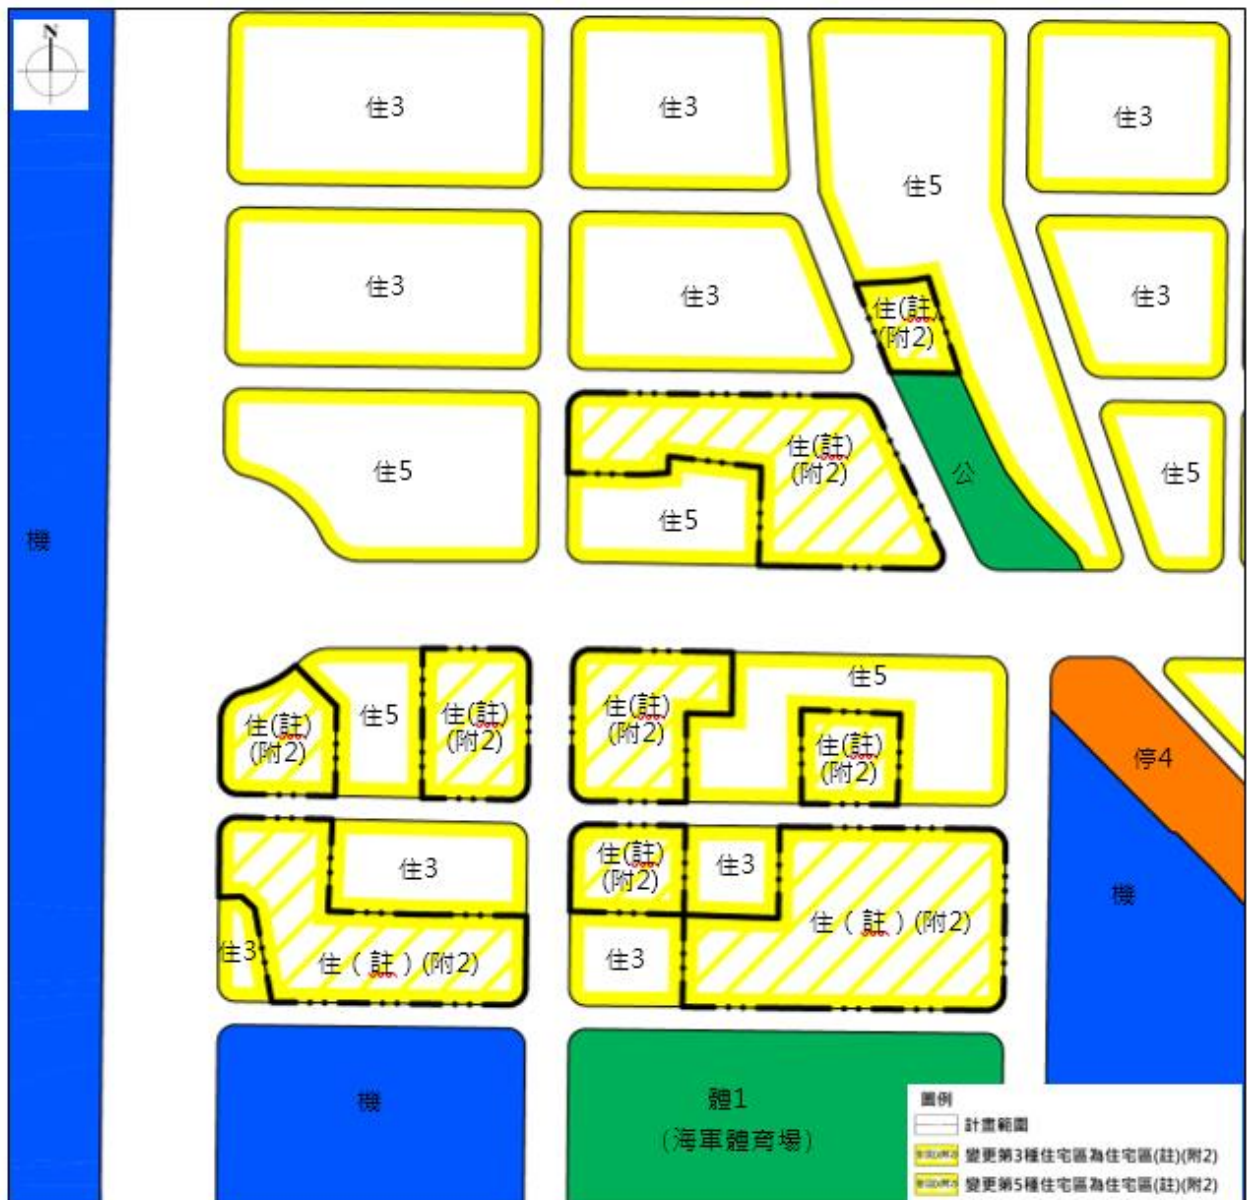 N
住3
住3
住3
住5
住3
住3
住3
住(註)
(附2)
住5
住(註)
(附2)
住5
公
住5
機
住(註)
(附2)
住5
住(註)
(附2)
住(註)
(附2)
住5
住(註)
(附2)
停4
住3
住(註)
(附2)
住3
機
住3
住(註)(附2)
住3
住(註)(附2)
機
體1
(海軍體育場)
圖例
計畫範圍
變更第3種住宅區為住宅區(註)(附2)
變更第5種住宅區為住宅區(註)(附2)